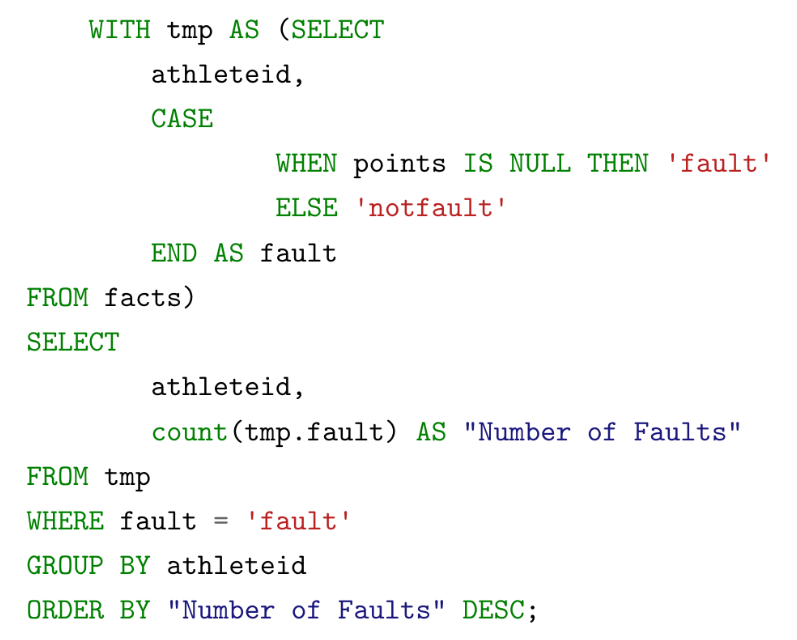 WITH tmp AS (SELECT
athleteid,
CASE
WHEN points IS NULL THEN 'fault'
ELSE 'notfault'
END AS fault
FROM facts)
SELECT
athleteid,
count(tmp.fault) AS "Number of Faults"
FROM tmp
WHERE fault = 'fault'
GROUP BY athleteid
ORDER BY "Number of Faults" DESC;